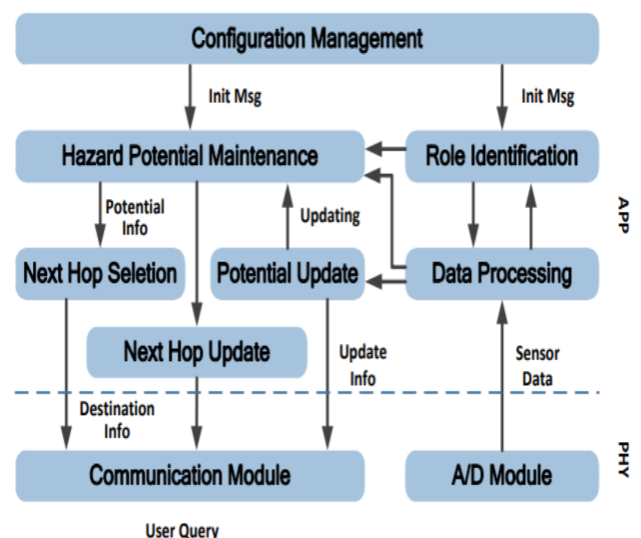 Configuration Management
Init Msg
Init Msg
Hazard Potential Maintenance
Role Identification
Potential
Info
Updating
APP
Next Hop Seletion
Potential Update
Data Processing
Next Hop Update
Update
Info
Sensor
Data
Destination
Info
PHY
Communication Module
A/D Module
User Query